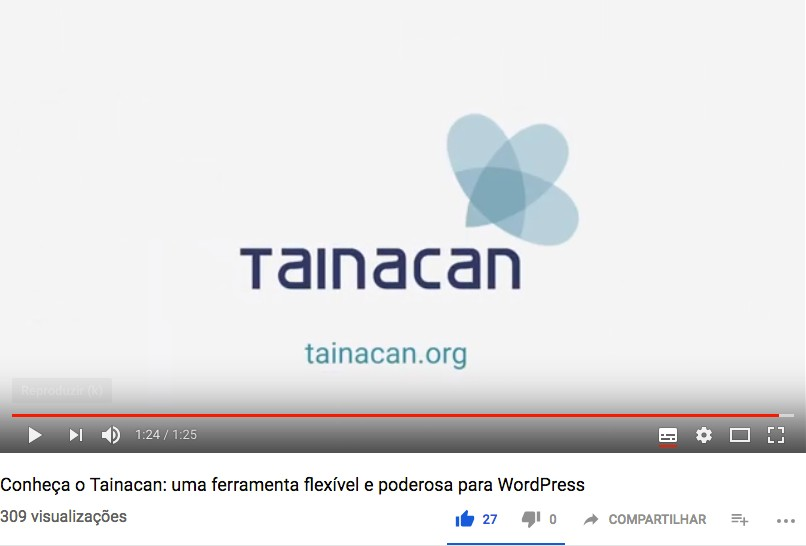 Tainacan
tainacan.org
Reproduzir (k)
1:24 / 1:25
Conheça o Tainacan: uma ferramenta flexível e poderosa para WordPress
309 visualizações
27
0
COMPARTILHAR